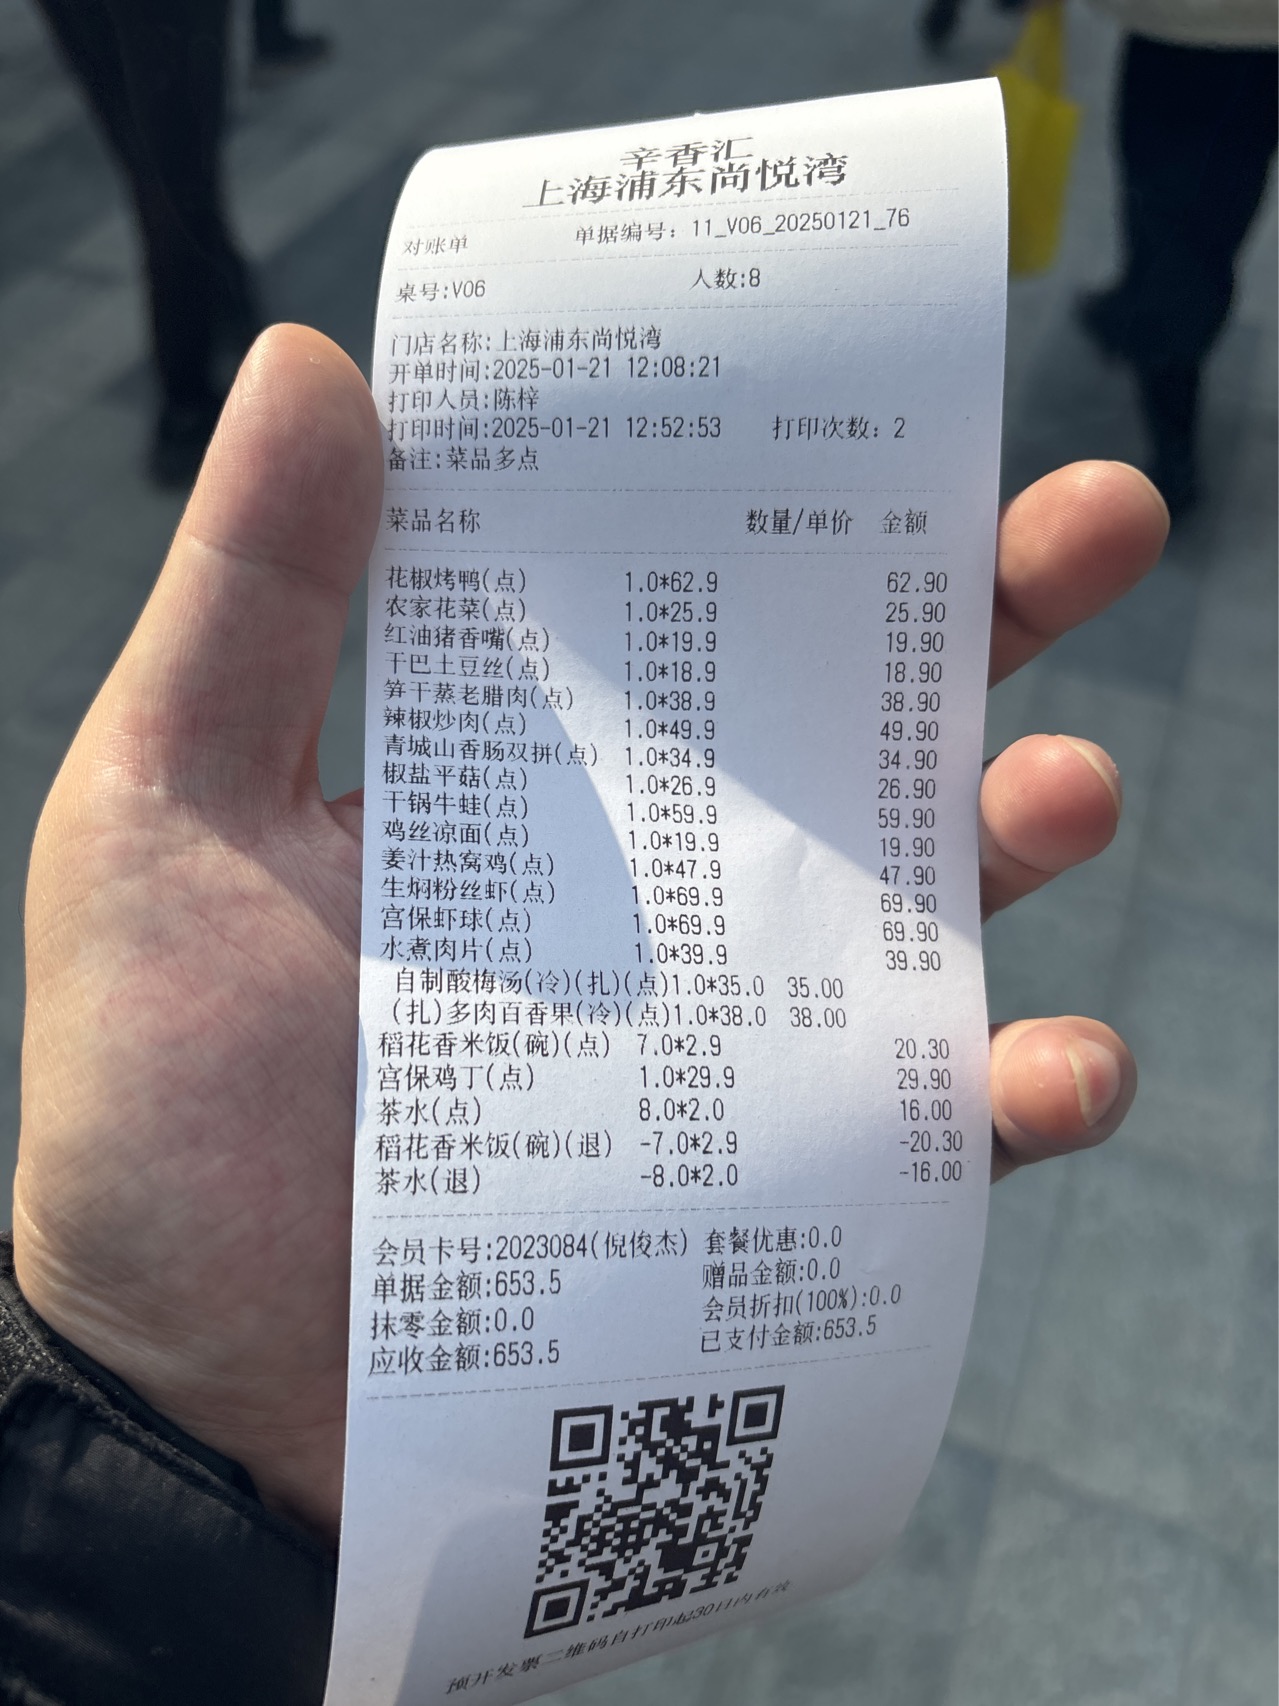 辛香汇
上海浦东尚悦湾
对账单 单据编号：11_V06_20250121_76
桌号:V06 人数:8
门店名称:上海浦东尚悦湾
开单时间:2025-01-21 12:08:21
打印人员:陈梓
打印时间:2025-01-21 12:52:53 打印次数：2
备注:菜品多点
菜品名称 数量/单价 金额
花椒烤鸭(点) 1.0*62.9 62.90
农家花菜(点) 1.0*25.9 25.90
红油猪香嘴(点) 1.0*19.9 19.90
干巴土豆丝(点) 1.0*18.9 18.90
笋干蒸老腊肉(点) 1.0*38.9 38.90
辣椒炒肉(点) 1.0*49.9 49.90
青城山香肠双拼(点) 1.0*34.9 34.90
椒盐平菇(点) 1.0*26.9 26.90
干锅牛蛙(点) 1.0*59.9 59.90
鸡丝凉面(点) 1.0*19.9 19.90
姜汁热窝鸡(点) 1.0*47.9 47.90
生焖粉丝虾(点) 1.0*69.9 69.90
宫保虾球(点) 1.0*69.9 69.90
水煮肉片(点) 1.0*39.9 39.90
自制酸梅汤(冷)(扎)(点)1.0*35.0 35.00
(扎)多肉百香果(冷)(点)1.0*38.0 38.00
稻花香米饭(碗)(点) 7.0*2.9 20.30
宫保鸡丁(点) 1.0*29.9 29.90
茶水(点) 8.0*2.0 16.00
稻花香米饭(碗)(退) -7.0*2.9 -20.30
茶水(退) -8.0*2.0 -16.00
会员卡号:2023084(倪俊杰) 套餐优惠:0.0
单据金额:653.5 赠品金额:0.0
抹零金额:0.0 会员折扣(100%):0.0
应收金额:653.5 已支付金额:653.5
预开发票二维码自打印起30日内有效